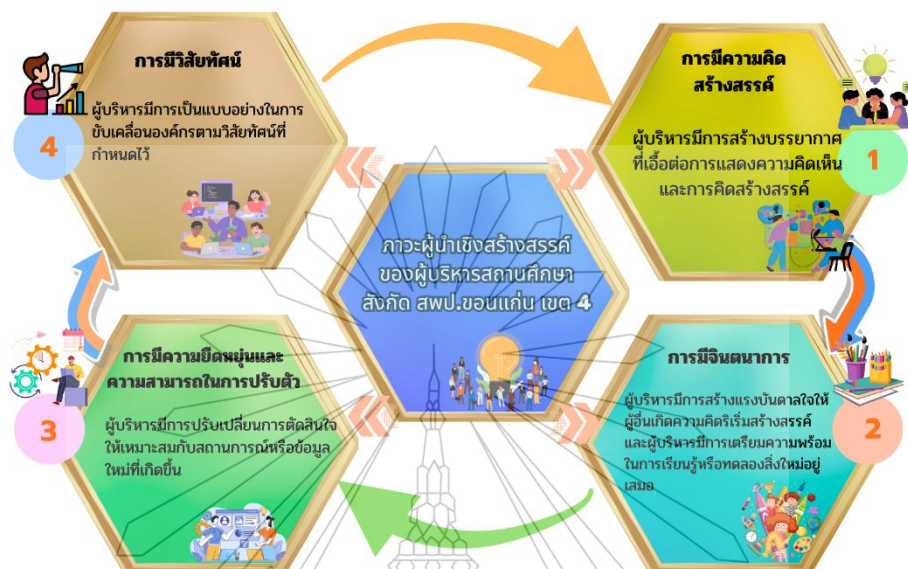 การมีวิสัยทัศน์
ผู้บริหารมีการเป็นแบบอย่างในการ
ขับเคลื่อนองค์กรตามวิสัยทัศน์ที่
กำหนดไว้
4
การมีความคิด
สร้างสรรค์
ผู้บริหารมีการสร้างบรรยากาศ
ที่เอื้อต่อการแสดงความคิดเห็น
และการคิดสร้างสรรค์
1
ภาวะผู้นำเชิงสร้างสรรค์
ของผู้บริหารสถานศึกษา
สังกัด สพป.ขอนแก่น เขต 4
การมีความยืดหยุ่นและ
ความสามารถในการปรับตัว
ผู้บริหารมีการปรับเปลี่ยนการตัดสินใจ
ให้เหมาะสมกับสถานการณ์หรือข้อมูล
ใหม่ที่เกิดขึ้น
3
การมีจินตนาการ
ผู้บริหารมีการสร้างแรงบันดาลใจให้
ผู้อื่นเกิดความคิดริเริ่มสร้างสรรค์
และผู้บริหารมีการเตรียมความพร้อม
ในการเรียนรู้หรือทดลองสิ่งใหม่อยู่
เสมอ
2